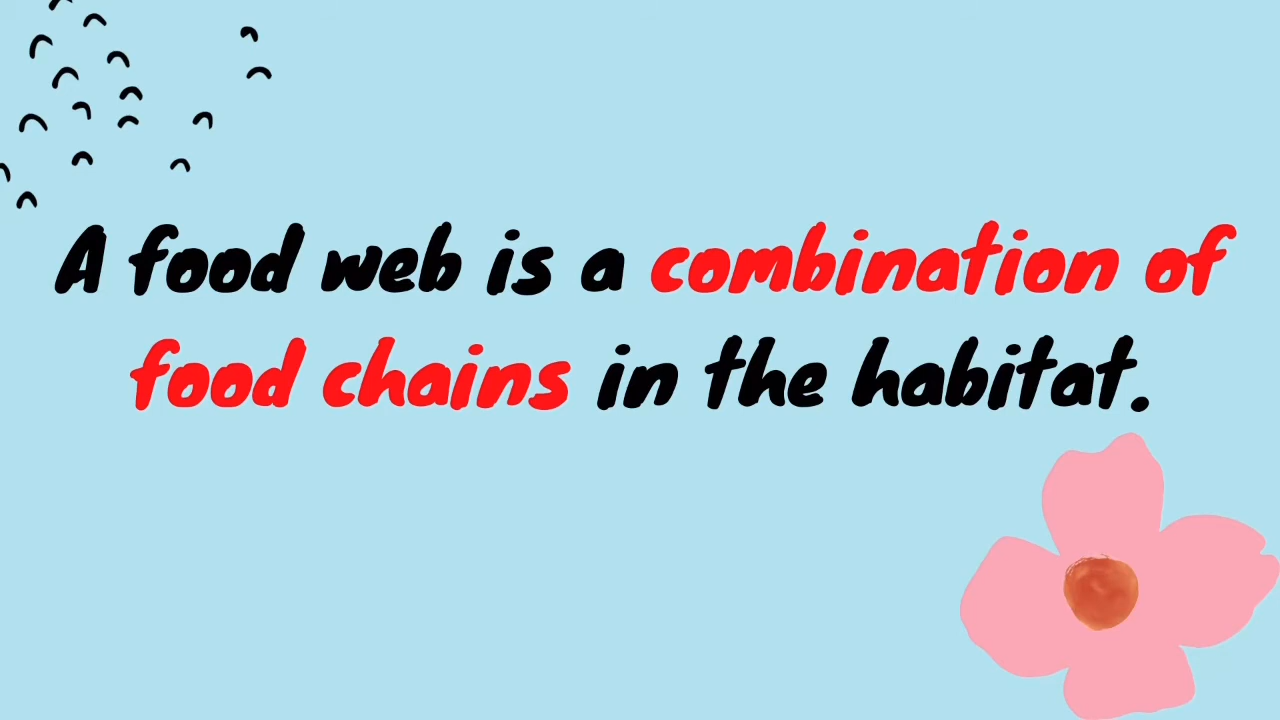 A food web is a combination of
food chains in the habitat.